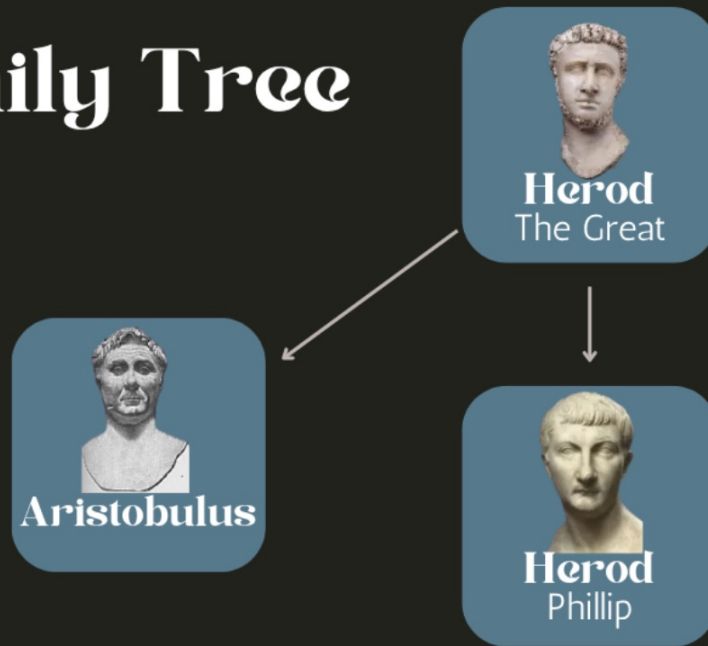 ily Tree
Herod
The Great
Aristobulus
Herod
Phillip